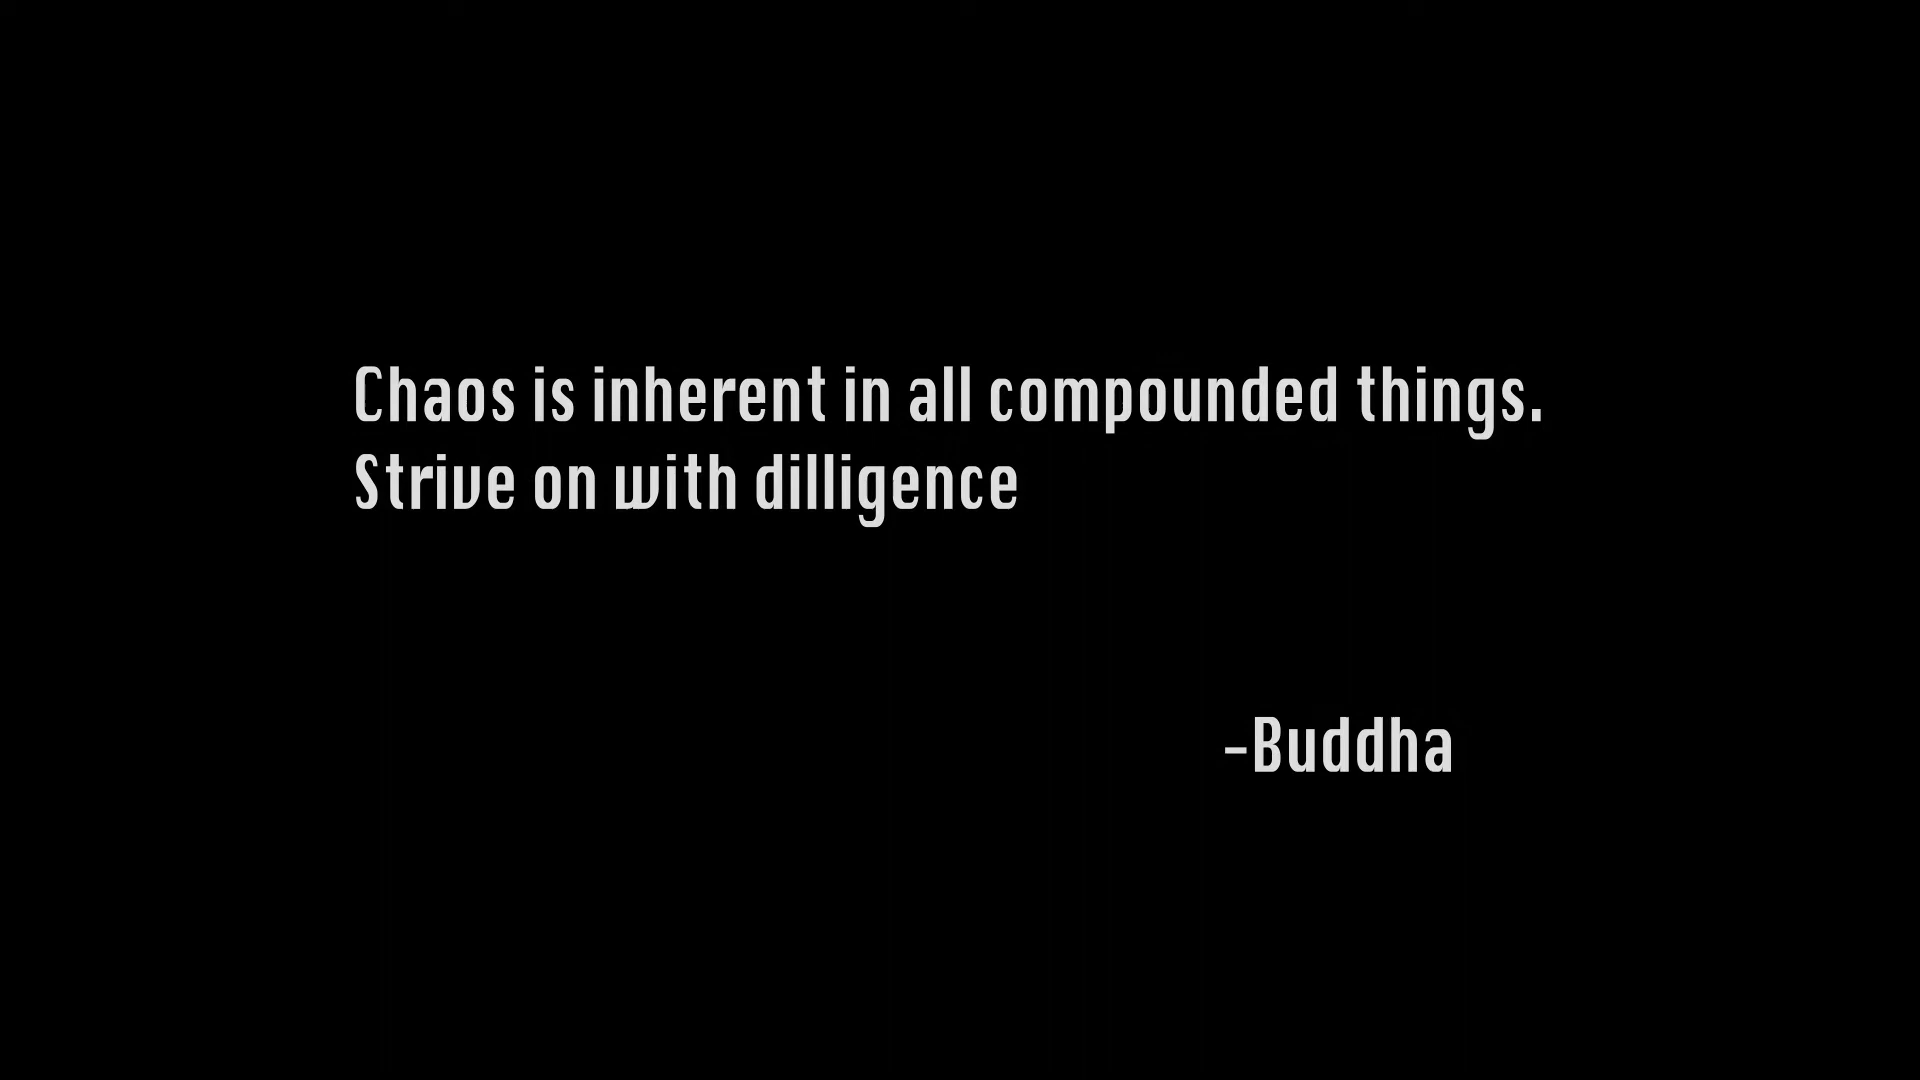 Chaos is inherent in all compounded things.
Strive on with dilligence
-Buddha